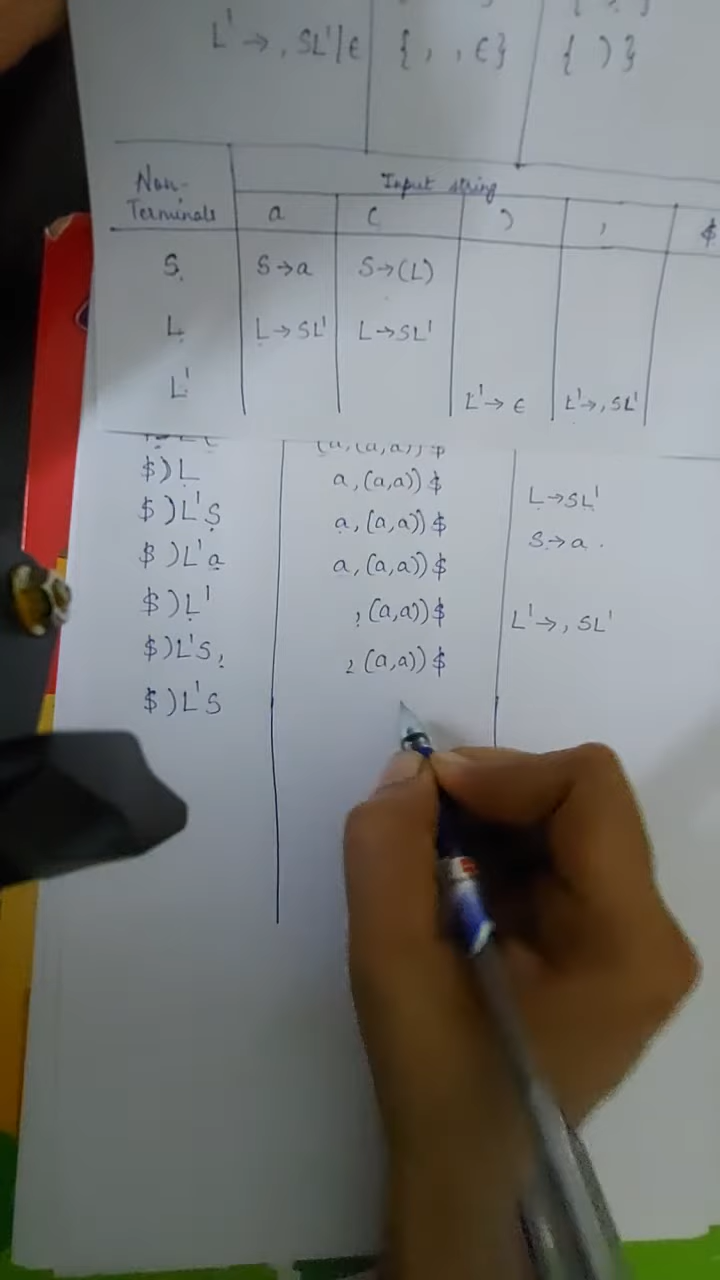 L' → , SL'/ϵ { , , ϵ} { ) }
Non-Terminals Input string
a ( ) , $
S S→a S→(L)
L L→SL' L→SL'
L' L'→ϵ L'→, SL'
(a,(a,a))$
$)L a,(a,a))$ L→SL'
$)L'S a,(a,a))$ S→a.
$)L'a a,(a,a))$
$)L' ,(a,a))$ L'→, SL'
$)L'S, ,(a,a))$
$)L'S